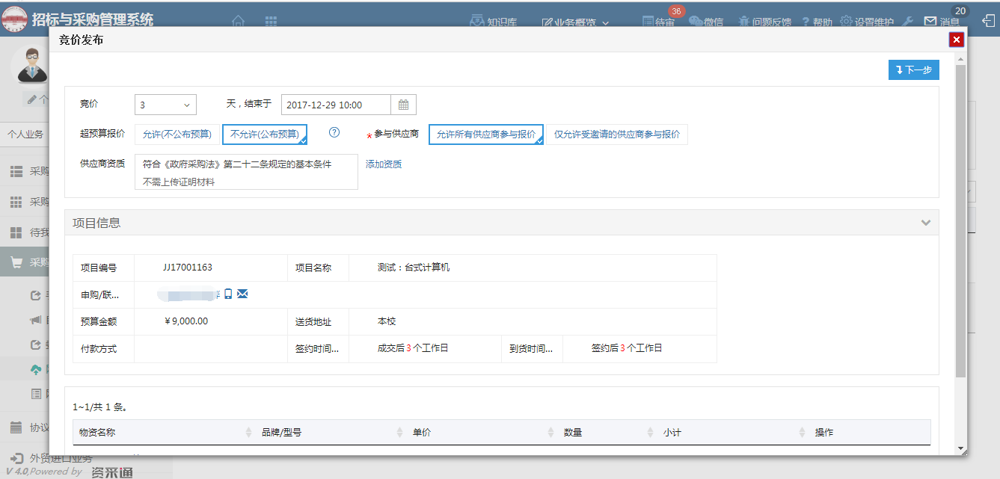 招标与采购管理系统 知识库 业务概览 待审 36 微信 问题反馈 ? 帮助 设置维护 消息 20
竞价发布
下一步
竞价 3 天，结束于 2017-12-29 10:00
超预算报价 允许(不公布预算) 不允许(公布预算) ? *参与供应商 允许所有供应商参与报价 仅允许受邀请的供应商参与报价
供应商资质 符合《政府采购法》第二十二条规定的基本条件 添加资质
不需上传证明材料
项目信息
项目编号 JJ17001163 项目名称 测试：台式计算机
申购/联...
预算金额 ￥9,000.00 送货地址 本校
付款方式 签约时间... 成交后 3 个工作日 到货时间... 签约后 3 个工作日
1~1/共 1 条。
物资名称 品牌/型号 单价 数量 小计 操作
个
个人业务
采购
采购
待我
采购
协议
外贸进口业务
V 4.0,Powered by 资采通